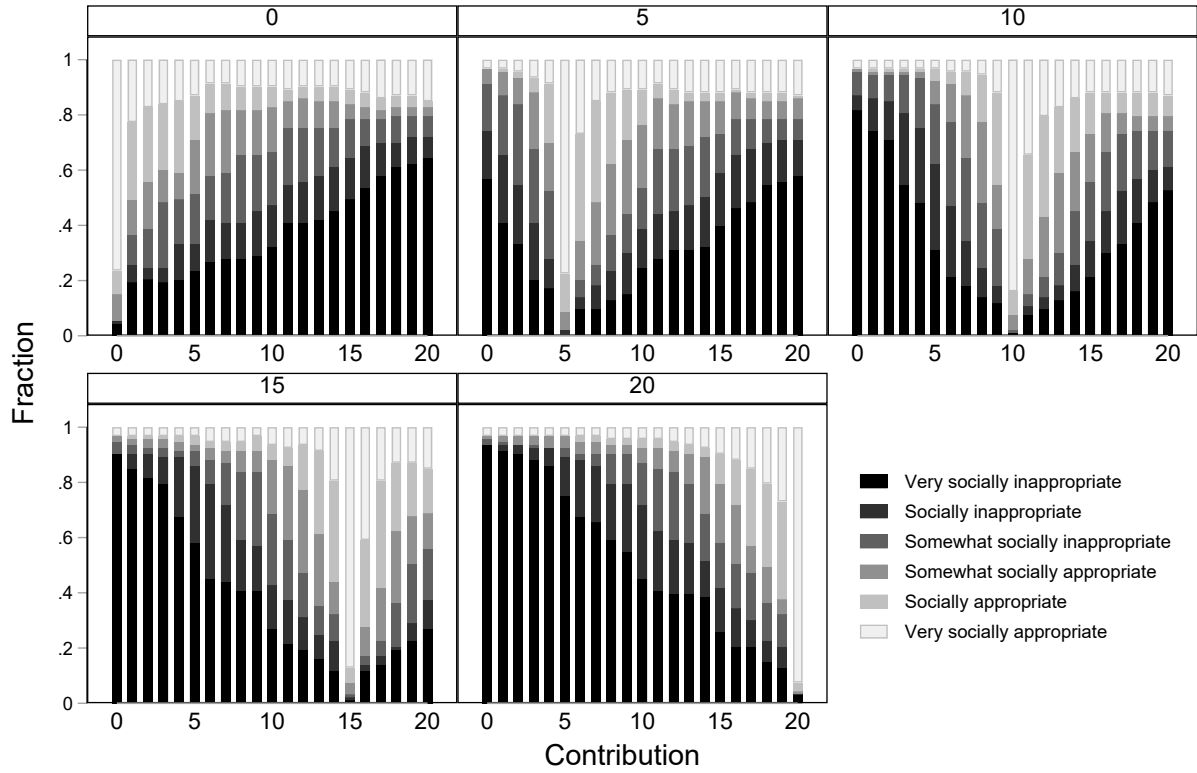 0 5 10
1 .8 .6 .4 .2 0
0 5 10 15 20 0 5 10 15 20 0 5 10 15 20
15 20
1 .8 .6 .4 .2 0
0 5 10 15 20 0 5 10 15 20
Fraction
Contribution
Very socially inappropriate
Socially inappropriate
Somewhat socially inappropriate
Somewhat socially appropriate
Socially appropriate
Very socially appropriate